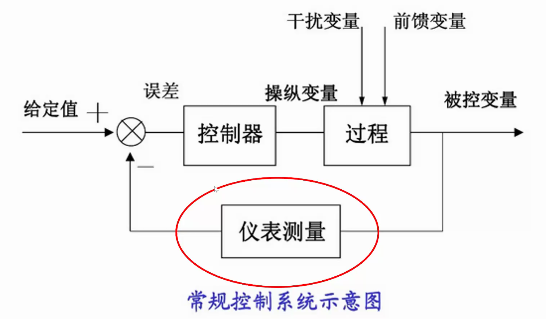 干扰变量 前馈变量
给定值 + 误差 操纵变量 被控变量
控制器 过程
—
仪表测量
常规控制系统示意图